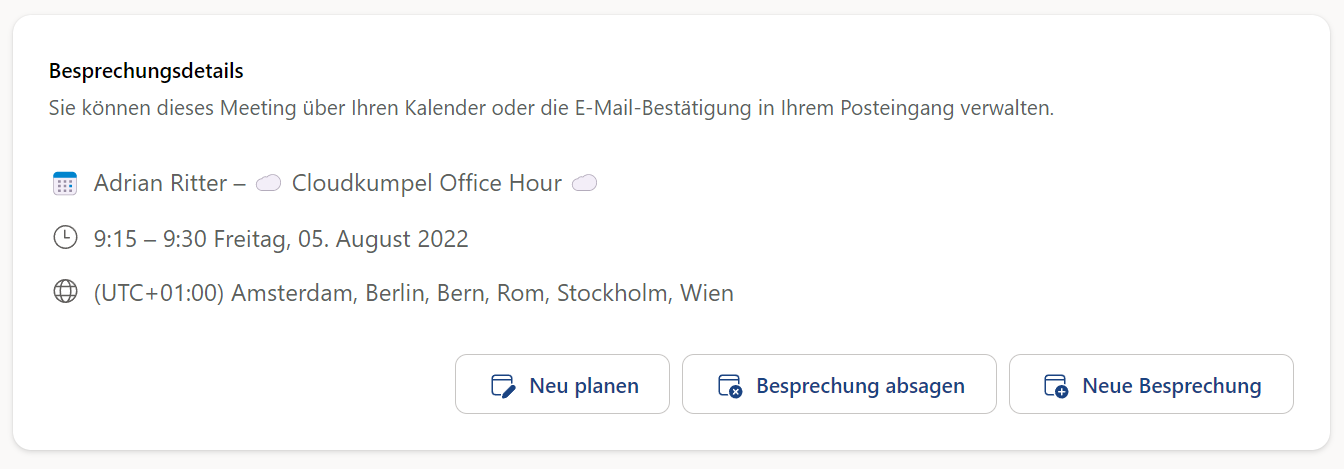 Besprechungsdetails
Sie können dieses Meeting über Ihren Kalender oder die E-Mail-Bestätigung in Ihrem Posteingang verwalten.
Adrian Ritter – ☁ Cloudkumpel Office Hour ☁
9:15 – 9:30 Freitag, 05. August 2022
(UTC+01:00) Amsterdam, Berlin, Bern, Rom, Stockholm, Wien
Neu planen Besprechung absagen Neue Besprechung